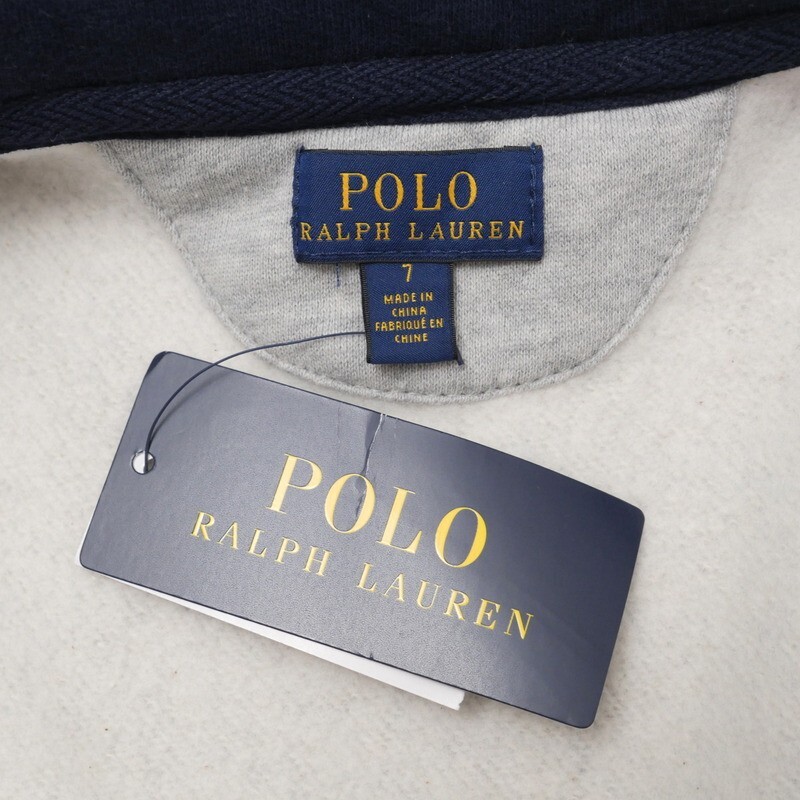 POLO
RALPH LAUREN
7
MADE IN
CHINA
FABRIQUÉ EN
CHINE
POLO
RALPH LAUREN